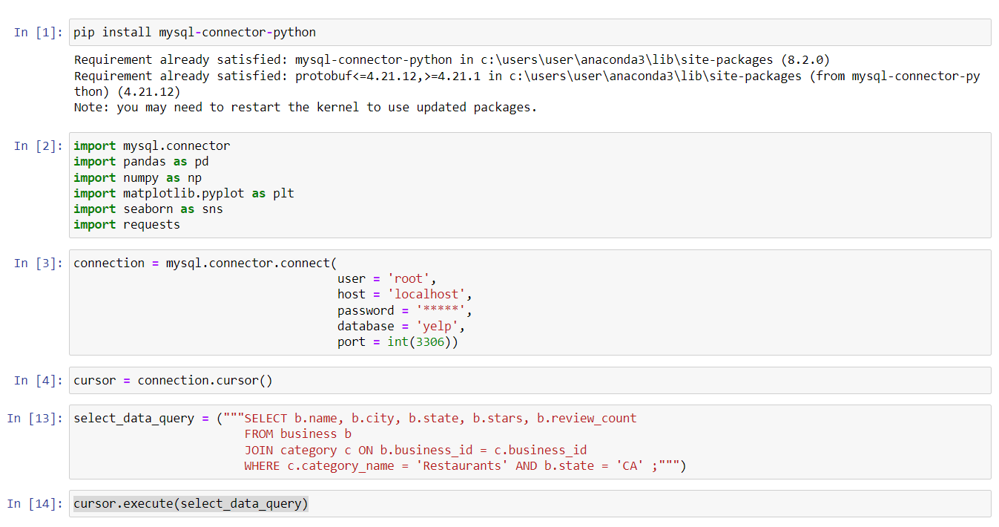 In [1]: pip install mysql-connector-python
Requirement already satisfied: mysql-connector-python in c:\users\user\anaconda3\lib\site-packages (8.2.0)
Requirement already satisfied: protobuf<=4.21.12,>=4.21.1 in c:\users\user\anaconda3\lib\site-packages (from mysql-connector-py
thon) (4.21.12)
Note: you may need to restart the kernel to use updated packages.
In [2]: import mysql.connector
import pandas as pd
import numpy as np
import matplotlib.pyplot as plt
import seaborn as sns
import requests
In [3]: connection = mysql.connector.connect(
user = 'root',
host = 'localhost',
password = '*****',
database = 'yelp',
port = int(3306))
In [4]: cursor = connection.cursor()
In [13]: select_data_query = ("""SELECT b.name, b.city, b.state, b.stars, b.review_count
FROM business b
JOIN category c ON b.business_id = c.business_id
WHERE c.category_name = 'Restaurants' AND b.state = 'CA' ;""")
In [14]: cursor.execute(select_data_query)